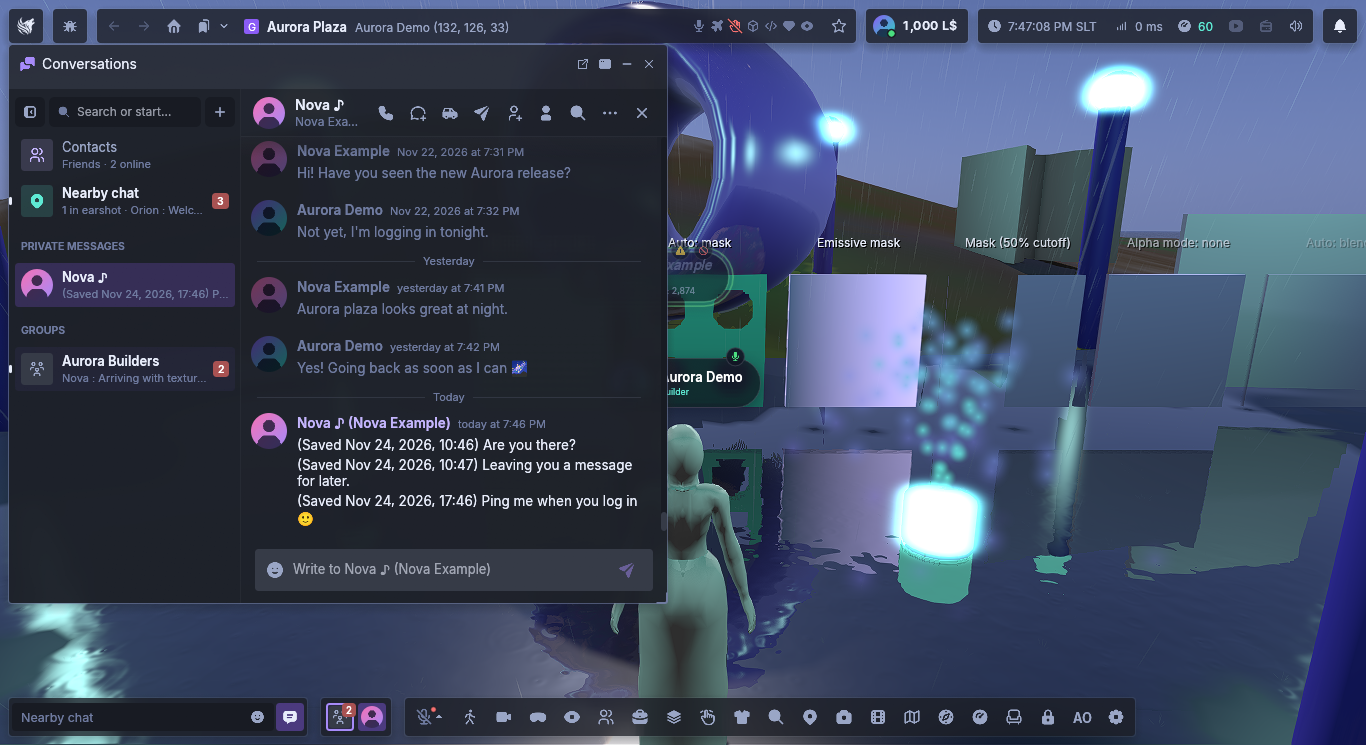 Aurora Plaza Aurora Demo (132, 126, 33)
1,000 L$
7:47:08 PM SLT 0 ms 60
Conversations
Search or start...
Contacts
Friends · 2 online
Nearby chat
3
1 in earshot · Orion : Welc...
PRIVATE MESSAGES
Nova ♪
(Saved Nov 24, 2026, 17:46) P...
GROUPS
Aurora Builders
2
Nova : Arriving with textur...
Nova ♪
Nova Exa...
Nova Example Nov 22, 2026 at 7:31 PM
Hi! Have you seen the new Aurora release?
Aurora Demo Nov 22, 2026 at 7:32 PM
Not yet, I'm logging in tonight.
Yesterday
Nova Example yesterday at 7:41 PM
Aurora plaza looks great at night.
Aurora Demo yesterday at 7:42 PM
Yes! Going back as soon as I can 🌌
Today
Nova ♪ (Nova Example) today at 7:46 PM
(Saved Nov 24, 2026, 10:46) Are you there?
(Saved Nov 24, 2026, 10:47) Leaving you a message
for later.
(Saved Nov 24, 2026, 17:46) Ping me when you log in
🙂
Write to Nova ♪ (Nova Example)
Auto: mask
Emissive mask
Mask (50% cutoff)
Alpha mode: none
Auto: blen
example
2,874
Aurora Demo
uilder
Nearby chat
2
AO